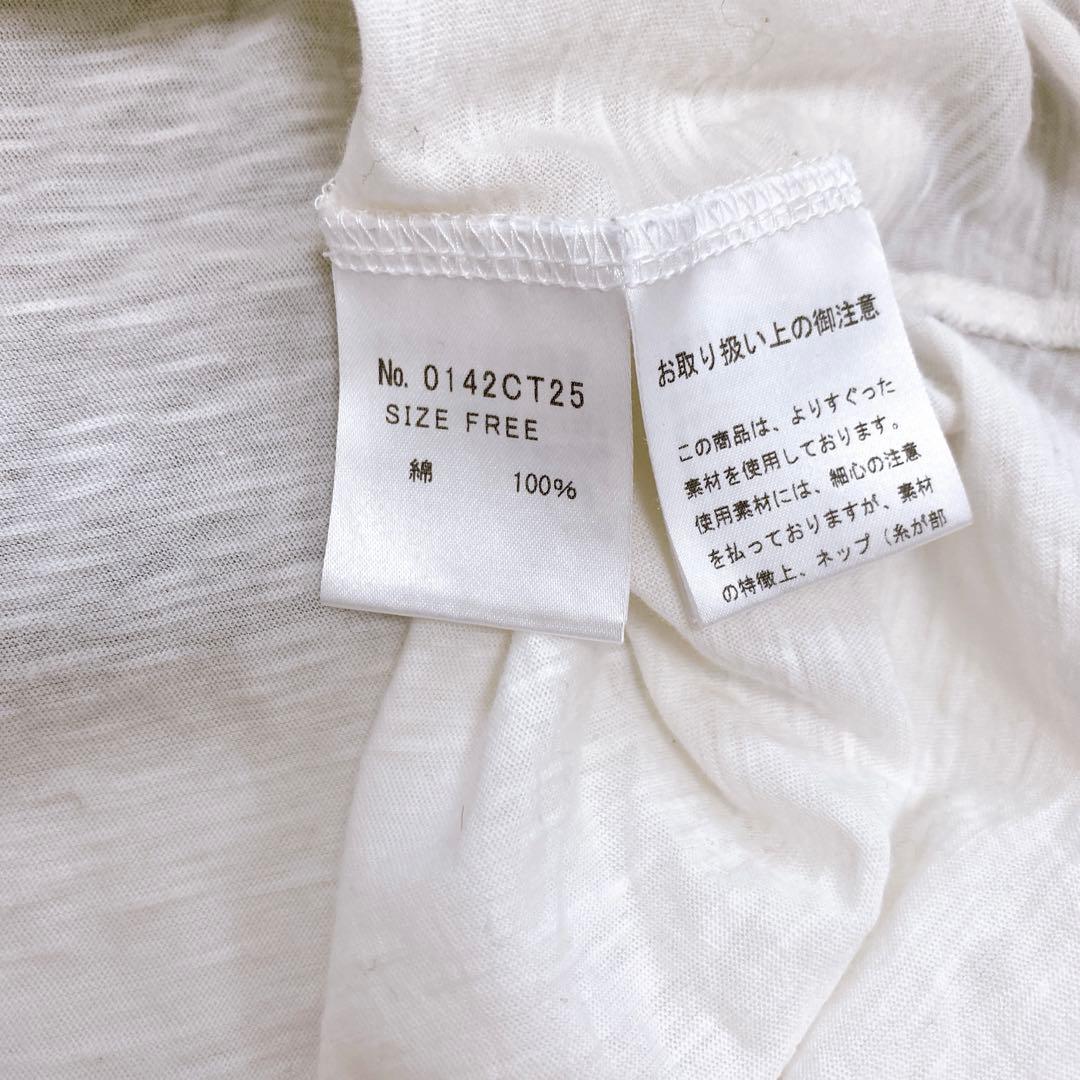 No. 0142CT25
SIZE FREE
綿 100%
お取り扱い上の御注意
この商品は、よりすぐった
素材を使用しております。
使用素材には、細心の注意
を払っておりますが、素材
の特徴上、ネップ（糸が部